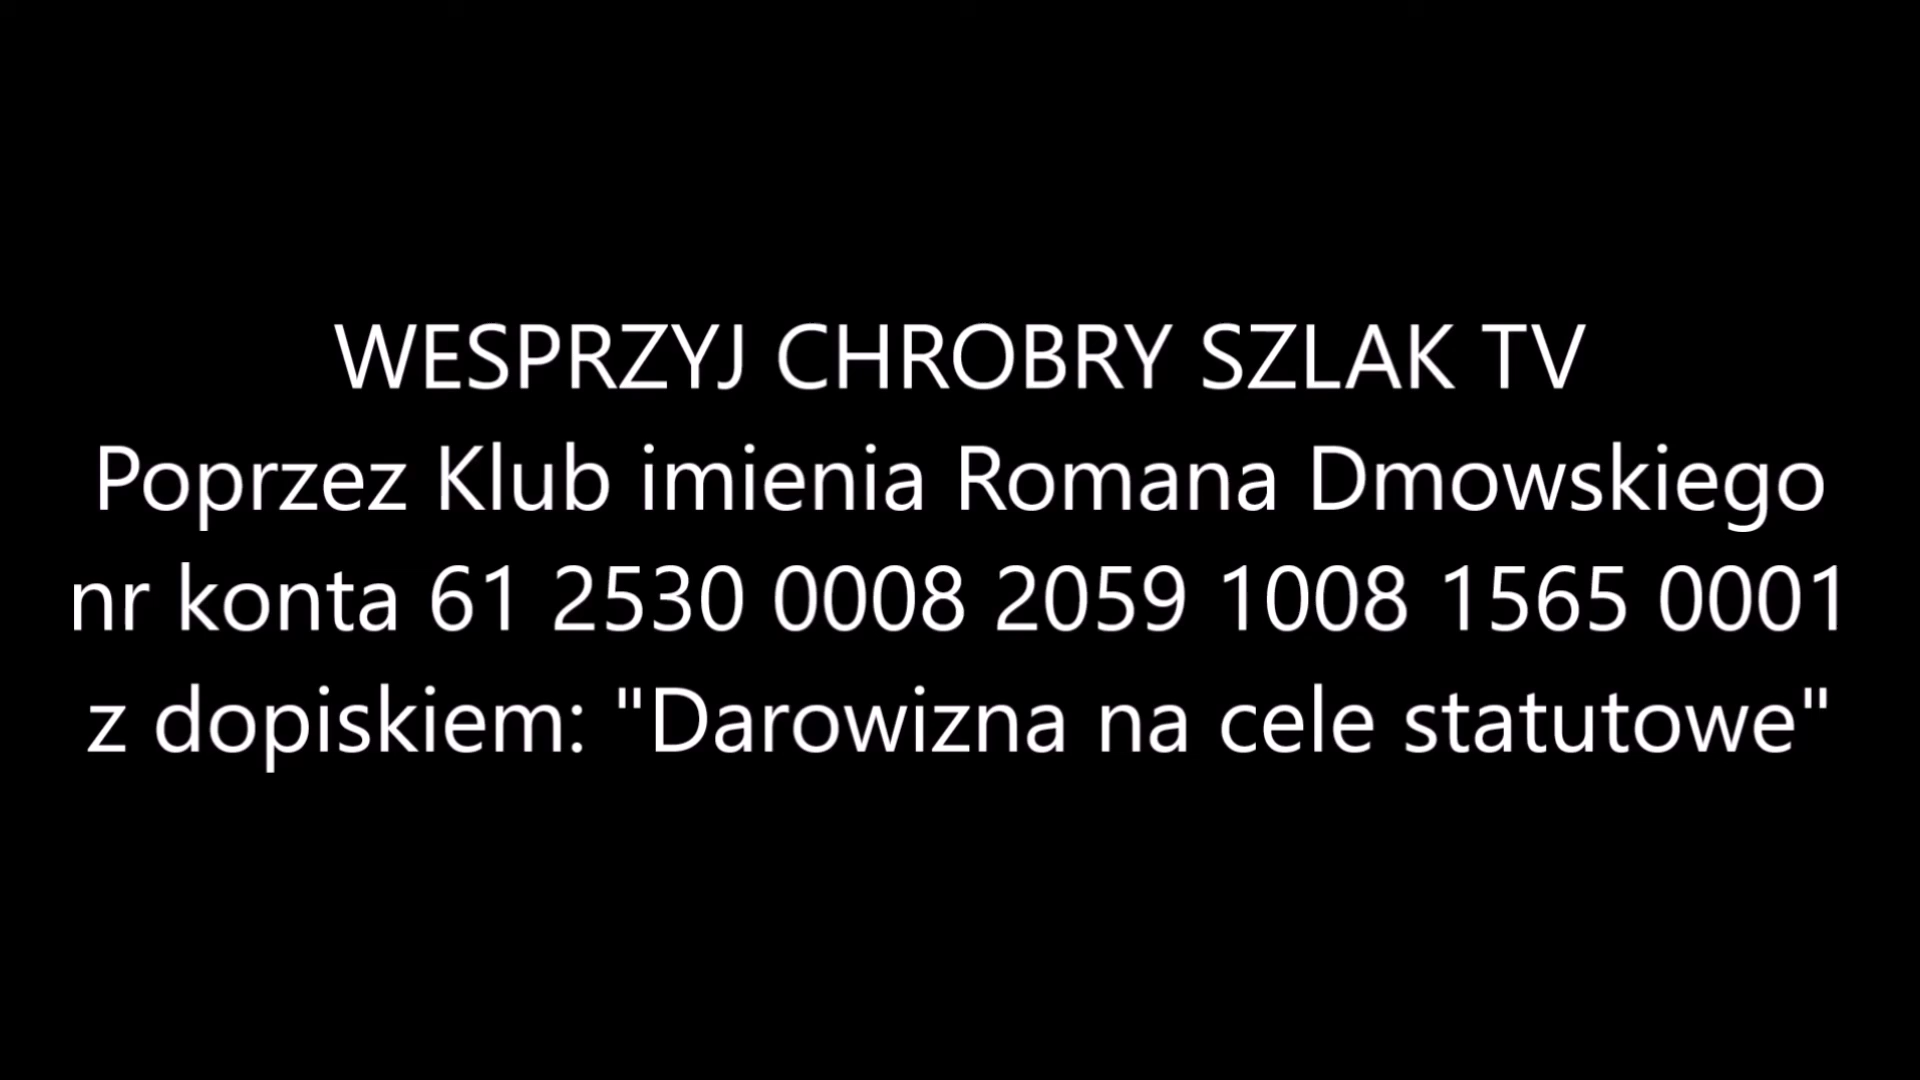 WESPRZYJ CHROBRY SZLAK TV
Poprzez Klub imienia Romana Dmowskiego
nr konta 61 2530 0008 2059 1008 1565 0001
z dopiskiem: "Darowizna na cele statutowe"